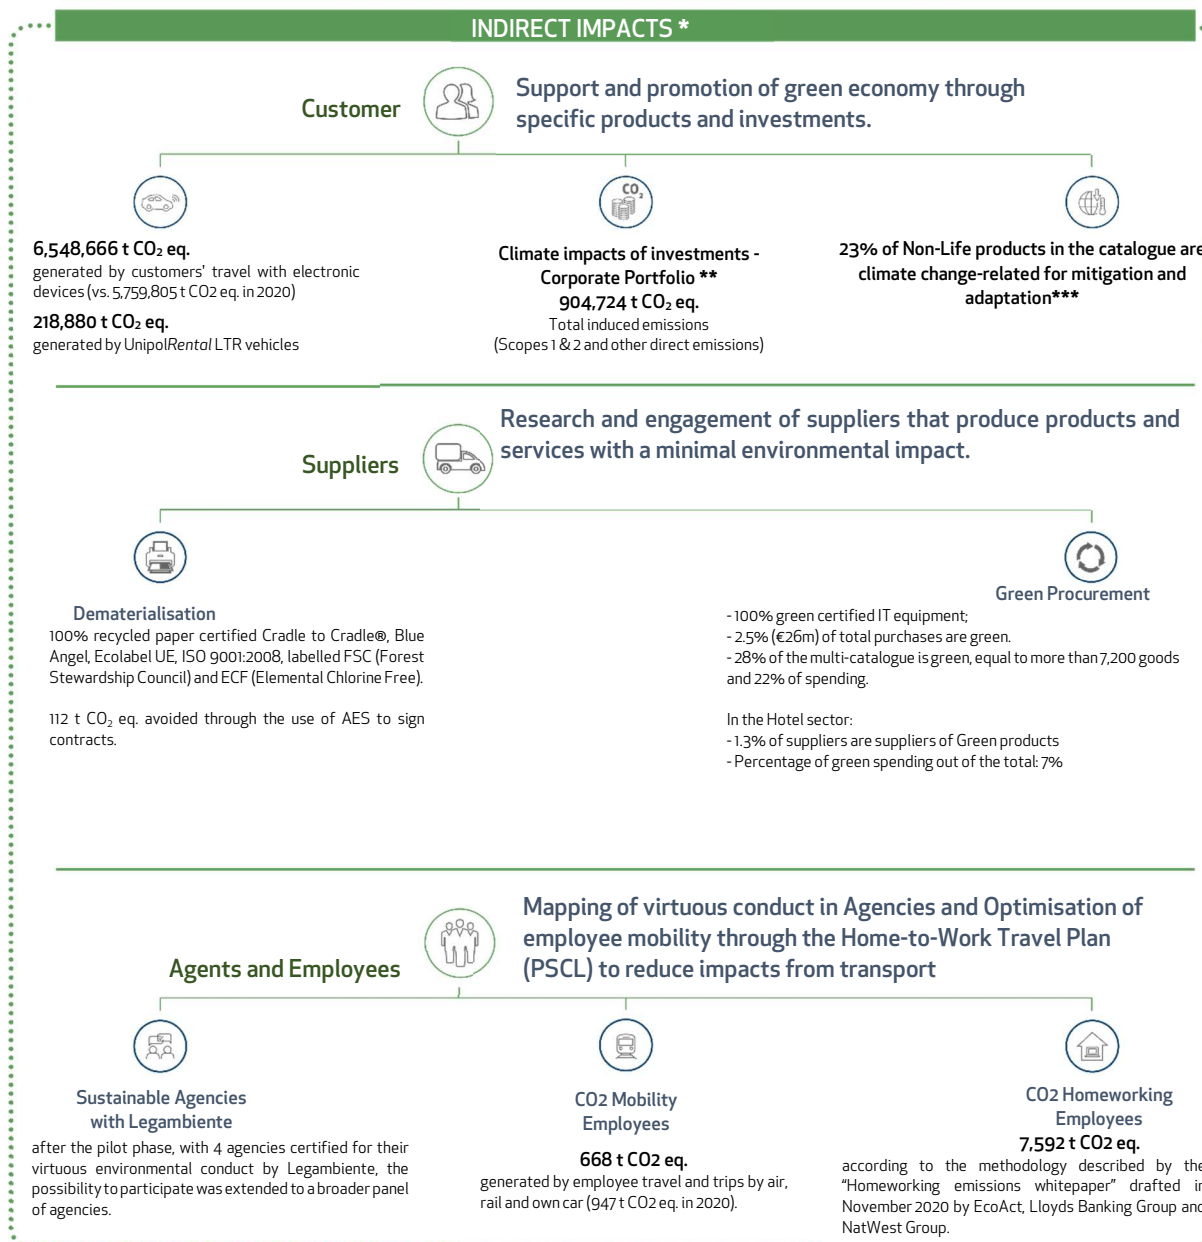 INDIRECT IMPACTS *
Customer
Support and promotion of green economy through
specific products and investments.
CO2
6,548,666 t CO₂ eq.
generated by customers' travel with electronic
devices (vs. 5,759,805 t CO2 eq. in 2020)
218,880 t CO₂ eq.
generated by UnipolRental LTR vehicles
Climate impacts of investments -
Corporate Portfolio **
904,724 t CO₂ eq.
Total induced emissions
(Scopes 1 & 2 and other direct emissions)
23% of Non-Life products in the catalogue are
climate change-related for mitigation and
adaptation***
Suppliers
Research and engagement of suppliers that produce products and
services with a minimal environmental impact.
Dematerialisation
100% recycled paper certified Cradle to Cradle®, Blue
Angel, Ecolabel UE, ISO 9001:2008, labelled FSC (Forest
Stewardship Council) and ECF (Elemental Chlorine Free).
112 t CO₂ eq. avoided through the use of AES to sign
contracts.
Green Procurement
- 100% green certified IT equipment;
- 2.5% (€26m) of total purchases are green.
- 28% of the multi-catalogue is green, equal to more than 7,200 goods
and 22% of spending.
In the Hotel sector:
- 1.3% of suppliers are suppliers of Green products
- Percentage of green spending out of the total: 7%
Agents and Employees
Mapping of virtuous conduct in Agencies and Optimisation of
employee mobility through the Home-to-Work Travel Plan
(PSCL) to reduce impacts from transport
Sustainable Agencies
with Legambiente
after the pilot phase, with 4 agencies certified for their
virtuous environmental conduct by Legambiente, the
possibility to participate was extended to a broader panel
of agencies.
CO2 Mobility
Employees
668 t CO2 eq.
generated by employee travel and trips by air,
rail and own car (947 t CO2 eq. in 2020).
CO2 Homeworking
Employees
7,592 t CO2 eq.
according to the methodology described by the
"Homeworking emissions whitepaper" drafted in
November 2020 by EcoAct, Lloyds Banking Group and
NatWest Group.